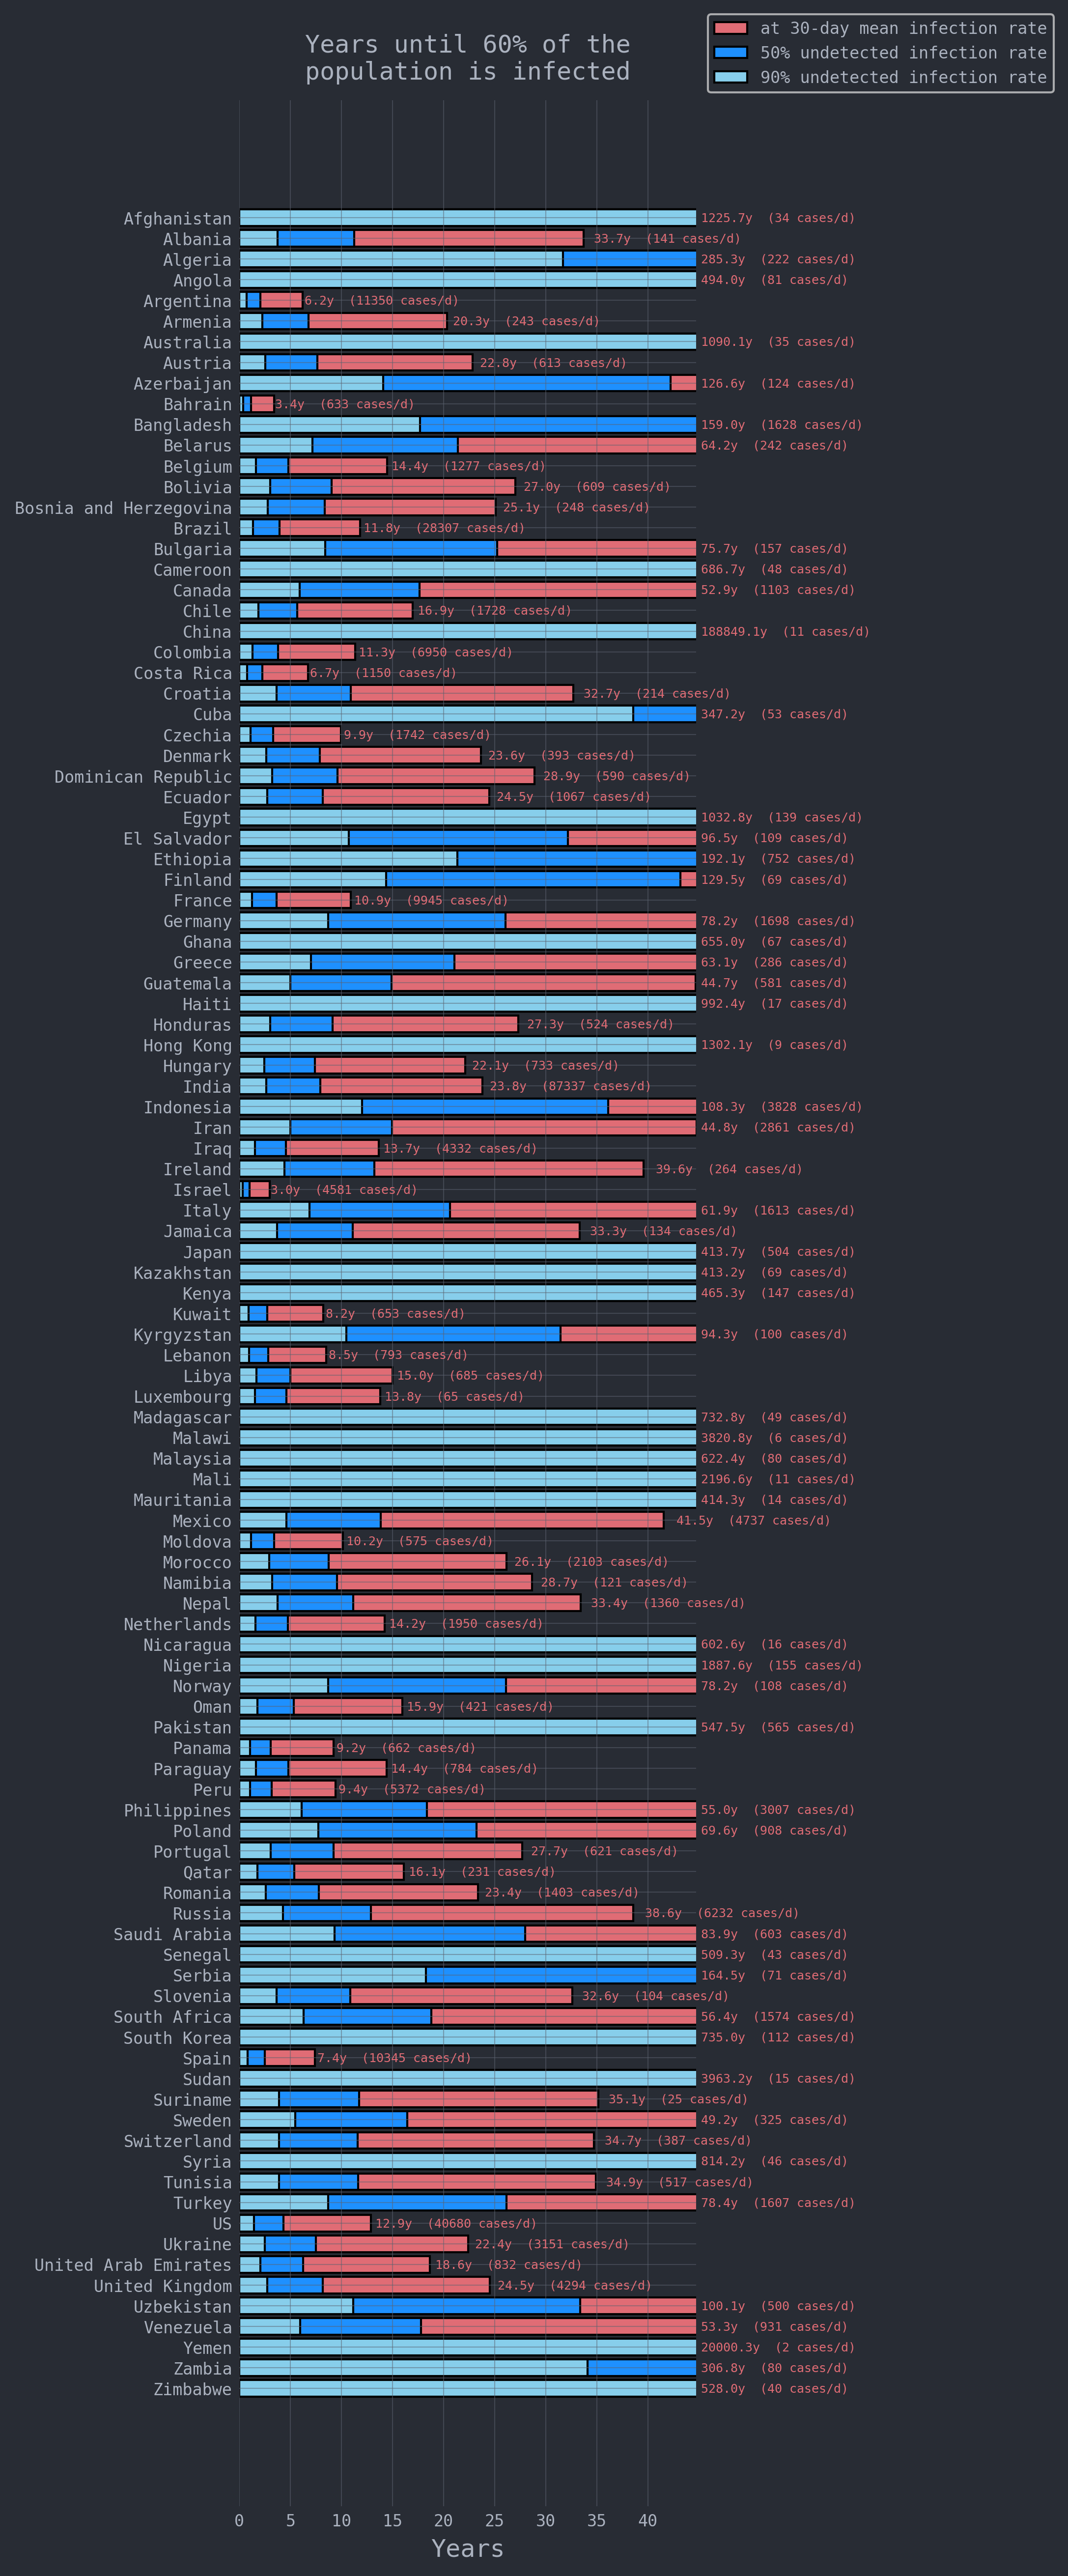 Years until 60% of the
population is infected
at 30-day mean infection rate
50% undetected infection rate
90% undetected infection rate
Afghanistan 1225.7y (34 cases/d)
Albania 33.7y (141 cases/d)
Algeria 285.3y (222 cases/d)
Angola 494.0y (81 cases/d)
Argentina 6.2y (11350 cases/d)
Armenia 20.3y (243 cases/d)
Australia 1090.1y (35 cases/d)
Austria 22.8y (613 cases/d)
Azerbaijan 126.6y (124 cases/d)
Bahrain 3.4y (633 cases/d)
Bangladesh 159.0y (1628 cases/d)
Belarus 64.2y (242 cases/d)
Belgium 14.4y (1277 cases/d)
Bolivia 27.0y (609 cases/d)
Bosnia and Herzegovina 25.1y (248 cases/d)
Brazil 11.8y (28307 cases/d)
Bulgaria 75.7y (157 cases/d)
Cameroon 686.7y (48 cases/d)
Canada 52.9y (1103 cases/d)
Chile 16.9y (1728 cases/d)
China 188849.1y (11 cases/d)
Colombia 11.3y (6950 cases/d)
Costa Rica 6.7y (1150 cases/d)
Croatia 32.7y (214 cases/d)
Cuba 347.2y (53 cases/d)
Czechia 9.9y (1742 cases/d)
Denmark 23.6y (393 cases/d)
Dominican Republic 28.9y (590 cases/d)
Ecuador 24.5y (1067 cases/d)
Egypt 1032.8y (139 cases/d)
El Salvador 96.5y (109 cases/d)
Ethiopia 192.1y (752 cases/d)
Finland 129.5y (69 cases/d)
France 10.9y (9945 cases/d)
Germany 78.2y (1698 cases/d)
Ghana 655.0y (67 cases/d)
Greece 63.1y (286 cases/d)
Guatemala 44.7y (581 cases/d)
Haiti 992.4y (17 cases/d)
Honduras 27.3y (524 cases/d)
Hong Kong 1302.1y (9 cases/d)
Hungary 22.1y (733 cases/d)
India 23.8y (87337 cases/d)
Indonesia 108.3y (3828 cases/d)
Iran 44.8y (2861 cases/d)
Iraq 13.7y (4332 cases/d)
Ireland 39.6y (264 cases/d)
Israel 3.0y (4581 cases/d)
Italy 61.9y (1613 cases/d)
Jamaica 33.3y (134 cases/d)
Japan 413.7y (504 cases/d)
Kazakhstan 413.2y (69 cases/d)
Kenya 465.3y (147 cases/d)
Kuwait 8.2y (653 cases/d)
Kyrgyzstan 94.3y (100 cases/d)
Lebanon 8.5y (793 cases/d)
Libya 15.0y (685 cases/d)
Luxembourg 13.8y (65 cases/d)
Madagascar 732.8y (49 cases/d)
Malawi 3820.8y (6 cases/d)
Malaysia 622.4y (80 cases/d)
Mali 2196.6y (11 cases/d)
Mauritania 414.3y (14 cases/d)
Mexico 41.5y (4737 cases/d)
Moldova 10.2y (575 cases/d)
Morocco 26.1y (2103 cases/d)
Namibia 28.7y (121 cases/d)
Nepal 33.4y (1360 cases/d)
Netherlands 14.2y (1950 cases/d)
Nicaragua 602.6y (16 cases/d)
Nigeria 1887.6y (155 cases/d)
Norway 78.2y (108 cases/d)
Oman 15.9y (421 cases/d)
Pakistan 547.5y (565 cases/d)
Panama 9.2y (662 cases/d)
Paraguay 14.4y (784 cases/d)
Peru 9.4y (5372 cases/d)
Philippines 55.0y (3007 cases/d)
Poland 69.6y (908 cases/d)
Portugal 27.7y (621 cases/d)
Qatar 16.1y (231 cases/d)
Romania 23.4y (1403 cases/d)
Russia 38.6y (6232 cases/d)
Saudi Arabia 83.9y (603 cases/d)
Senegal 509.3y (43 cases/d)
Serbia 164.5y (71 cases/d)
Slovenia 32.6y (104 cases/d)
South Africa 56.4y (1574 cases/d)
South Korea 735.0y (112 cases/d)
Spain 7.4y (10345 cases/d)
Sudan 3963.2y (15 cases/d)
Suriname 35.1y (25 cases/d)
Sweden 49.2y (325 cases/d)
Switzerland 34.7y (387 cases/d)
Syria 814.2y (46 cases/d)
Tunisia 34.9y (517 cases/d)
Turkey 78.4y (1607 cases/d)
US 12.9y (40680 cases/d)
Ukraine 22.4y (3151 cases/d)
United Arab Emirates 18.6y (832 cases/d)
United Kingdom 24.5y (4294 cases/d)
Uzbekistan 100.1y (500 cases/d)
Venezuela 53.3y (931 cases/d)
Yemen 20000.3y (2 cases/d)
Zambia 306.8y (80 cases/d)
Zimbabwe 528.0y (40 cases/d)
0 5 10 15 20 25 30 35 40
Years